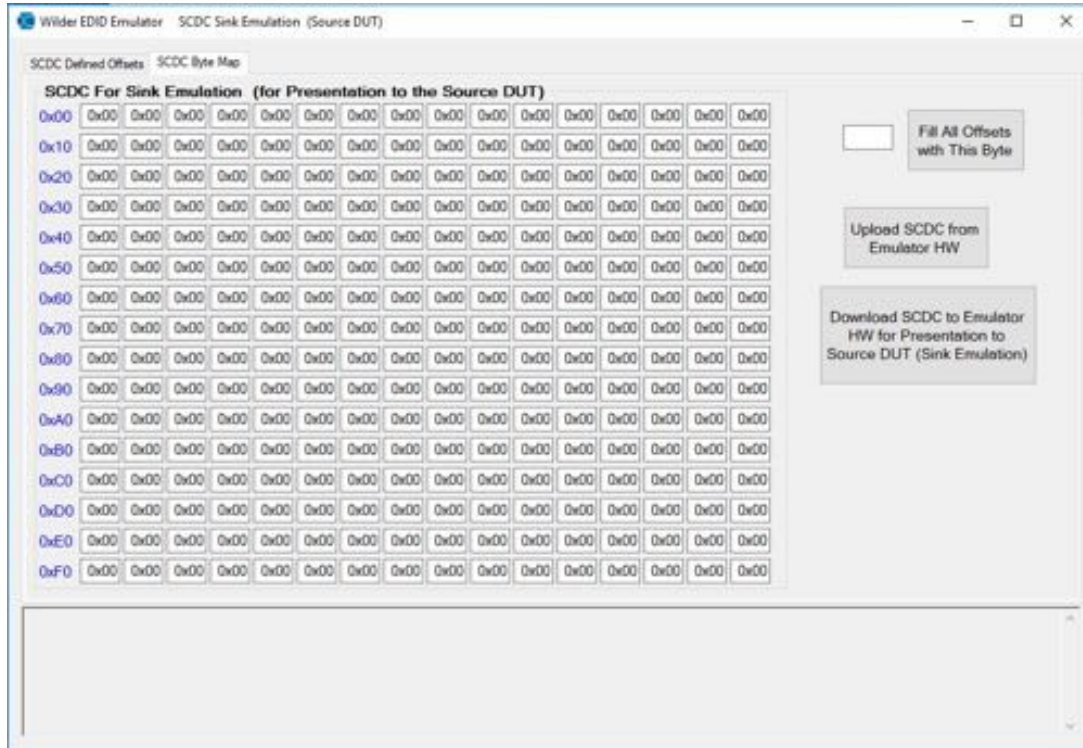 Wilder EDID Emulator SCDC Sink Emulation (Source DUT)
SCDC Defined Offsets SCDC Byte Map
SCDC For Sink Emulation (for Presentation to the Source DUT)
0x00 0x00 0x00 0x00 0x00 0x00 0x00 0x00 0x00 0x00 0x00 0x00 0x00 0x00 0x00 0x00 0x00
0x10 0x00 0x00 0x00 0x00 0x00 0x00 0x00 0x00 0x00 0x00 0x00 0x00 0x00 0x00 0x00 0x00
0x20 0x00 0x00 0x00 0x00 0x00 0x00 0x00 0x00 0x00 0x00 0x00 0x00 0x00 0x00 0x00 0x00
0x30 0x00 0x00 0x00 0x00 0x00 0x00 0x00 0x00 0x00 0x00 0x00 0x00 0x00 0x00 0x00 0x00
0x40 0x00 0x00 0x00 0x00 0x00 0x00 0x00 0x00 0x00 0x00 0x00 0x00 0x00 0x00 0x00 0x00
0x50 0x00 0x00 0x00 0x00 0x00 0x00 0x00 0x00 0x00 0x00 0x00 0x00 0x00 0x00 0x00 0x00
0x60 0x00 0x00 0x00 0x00 0x00 0x00 0x00 0x00 0x00 0x00 0x00 0x00 0x00 0x00 0x00 0x00
0x70 0x00 0x00 0x00 0x00 0x00 0x00 0x00 0x00 0x00 0x00 0x00 0x00 0x00 0x00 0x00 0x00
0x80 0x00 0x00 0x00 0x00 0x00 0x00 0x00 0x00 0x00 0x00 0x00 0x00 0x00 0x00 0x00 0x00
0x90 0x00 0x00 0x00 0x00 0x00 0x00 0x00 0x00 0x00 0x00 0x00 0x00 0x00 0x00 0x00 0x00
0xA0 0x00 0x00 0x00 0x00 0x00 0x00 0x00 0x00 0x00 0x00 0x00 0x00 0x00 0x00 0x00 0x00
0xB0 0x00 0x00 0x00 0x00 0x00 0x00 0x00 0x00 0x00 0x00 0x00 0x00 0x00 0x00 0x00 0x00
0xC0 0x00 0x00 0x00 0x00 0x00 0x00 0x00 0x00 0x00 0x00 0x00 0x00 0x00 0x00 0x00 0x00
0xD0 0x00 0x00 0x00 0x00 0x00 0x00 0x00 0x00 0x00 0x00 0x00 0x00 0x00 0x00 0x00 0x00
0xE0 0x00 0x00 0x00 0x00 0x00 0x00 0x00 0x00 0x00 0x00 0x00 0x00 0x00 0x00 0x00 0x00
0xF0 0x00 0x00 0x00 0x00 0x00 0x00 0x00 0x00 0x00 0x00 0x00 0x00 0x00 0x00 0x00 0x00
Fill All Offsets
with This Byte
Upload SCDC from
Emulator HW
Download SCDC to Emulator
HW for Presentation to
Source DUT (Sink Emulation)